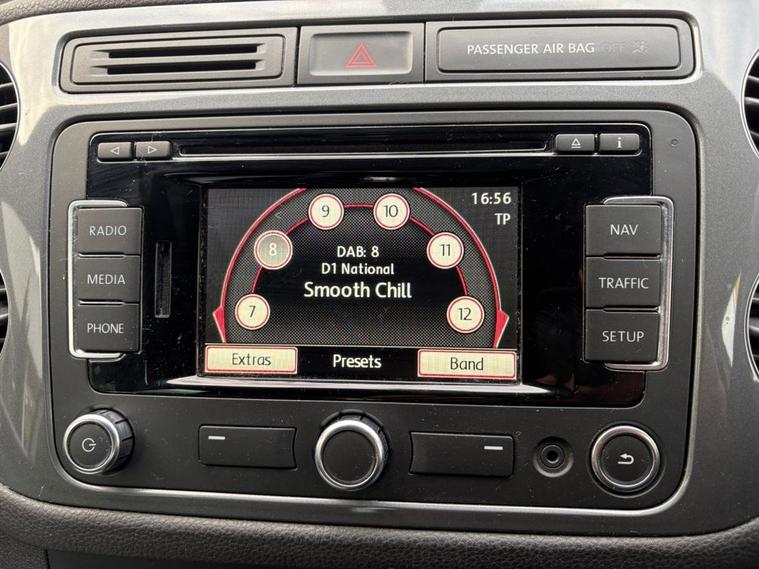 PASSENGER AIR BAG OFF
i
RADIO
MEDIA
PHONE
16:56
TP
9
10
8
11
7
12
DAB: 8
D1 National
Smooth Chill
Extras
Presets
Band
NAV
TRAFFIC
SETUP